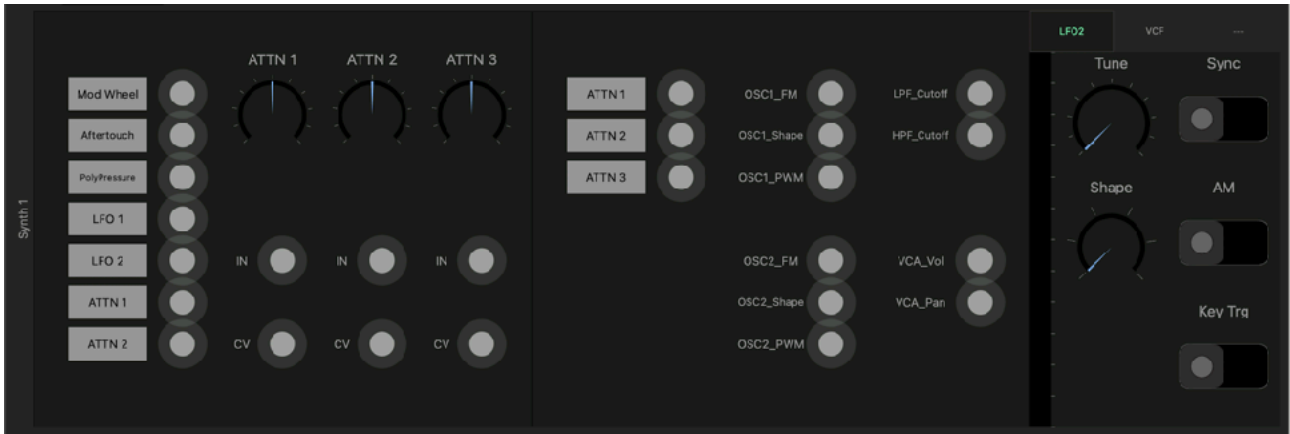 Synth 1
ATTN 1 ATTN 2 ATTN 3
Mod Wheel
Aftertouch
PolyPressure
LFO 1
LFO 2
ATTN 1
ATTN 2
IN IN IN
CV CV CV
ATTN 1
ATTN 2
ATTN 3
OSC1_FM
OSC1_Shape
OSC1_PWM
OSC2_FM
OSC2_Shape
OSC2_PWM
LPF_Cutoff
HPF_Cutoff
VCA_Vol
VCA_Pan
LFO2 VCF ---
Tune Sync
Shape AM
Key Trg